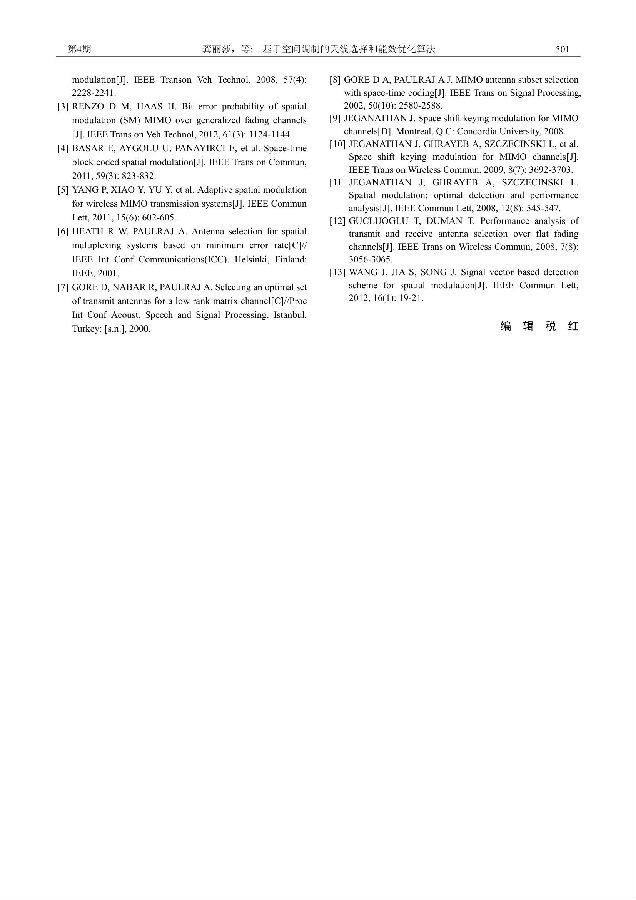 第4期
龚丽莎，等: 基于空间调制的天线选择和能效优化算法
501
modulation[J]. IEEE Transon Veh Technol, 2008, 57(4):
2228-2241.
[3] RENZO D M, HAAS H. Bit error probability of spatial
modulation (SM) MIMO over generalized fading channels
[J]. IEEE Trans on Veh Technol, 2012, 61(3): 1124-1144.
[4] BASAR E, AYGOLU U, PANAYIRCI E, et al. Space-time
block coded spatial modulation[J]. IEEE Trans on Commun,
2011, 59(3): 823-832.
[5] YANG P, XIAO Y, YU Y, et al. Adaptive spatial modulation
for wireless MIMO transmission systems[J]. IEEE Commun
Lett, 2011, 15(6): 602-605.
[6] HEATH R W, PAULRAJ A. Antenna selection for spatial
multiplexing systems based on minimum error rate[C]//
IEEE Int Conf Communications(ICC). Helsinki, Finland:
IEEE, 2001.
[7] GORE D, NABAR R, PAULRAJ A. Selecting an optimal set
of transmit antennas for a low rank matrix channel[C]//Proc
Int Conf Acoust, Speech and Signal Processing. Istanbul,
Turkey: [s.n.], 2000.
[8] GORE D A, PAULRAJ A J. MIMO antenna subset selection
with space-time coding[J]. IEEE Trans on Signal Processing,
2002, 50(10): 2580-2588.
[9] JEGANATHAN J. Space shift keying modulation for MIMO
channels[D]. Montreal, Q C: Concordia University, 2008.
[10] JEGANATHAN J, GHRAYEB A, SZCZECINSKI L, et al.
Space shift keying modulation for MIMO channels[J].
IEEE Trans on Wireless Commun, 2009, 8(7): 3692-3703.
[11] JEGANATHAN J, GHRAYEB A, SZCZECINSKI L.
Spatial modulation: optimal detection and performance
analysis[J]. IEEE Commun Lett, 2008, 12(8): 545-547.
[12] GUCLUOGLU T, DUMAN T. Performance analysis of
transmit and receive antenna selection over flat fading
channels[J]. IEEE Trans on Wireless Commun, 2008, 7(8):
3056-3065.
[13] WANG J, JIA S, SONG J. Signal vector based detection
scheme for spatial modulation[J]. IEEE Commun Lett,
2012, 16(1): 19-21.
编 辑 税 红